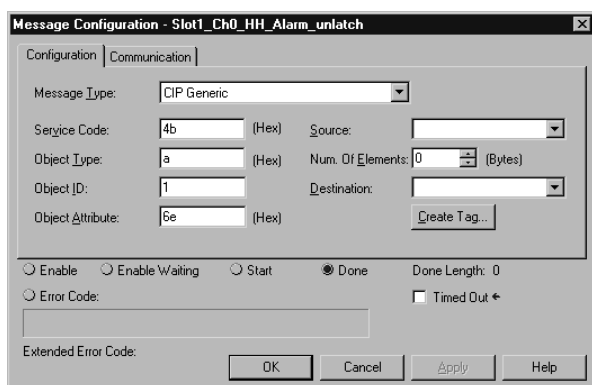 Message Configuration - Slot1_Ch0_HH_Alarm_unlatch
Configuration Communication
Message Type: CIP Generic
Service Code: 4b (Hex) Source:
Object Type: a (Hex) Num. Of Elements: 0 (Bytes)
Object ID: 1 Destination:
Object Attribute: 6e (Hex) Create Tag...
Enable Enable Waiting Start Done Done Length: 0
Error Code: Timed Out ←
Extended Error Code:
OK Cancel Apply Help